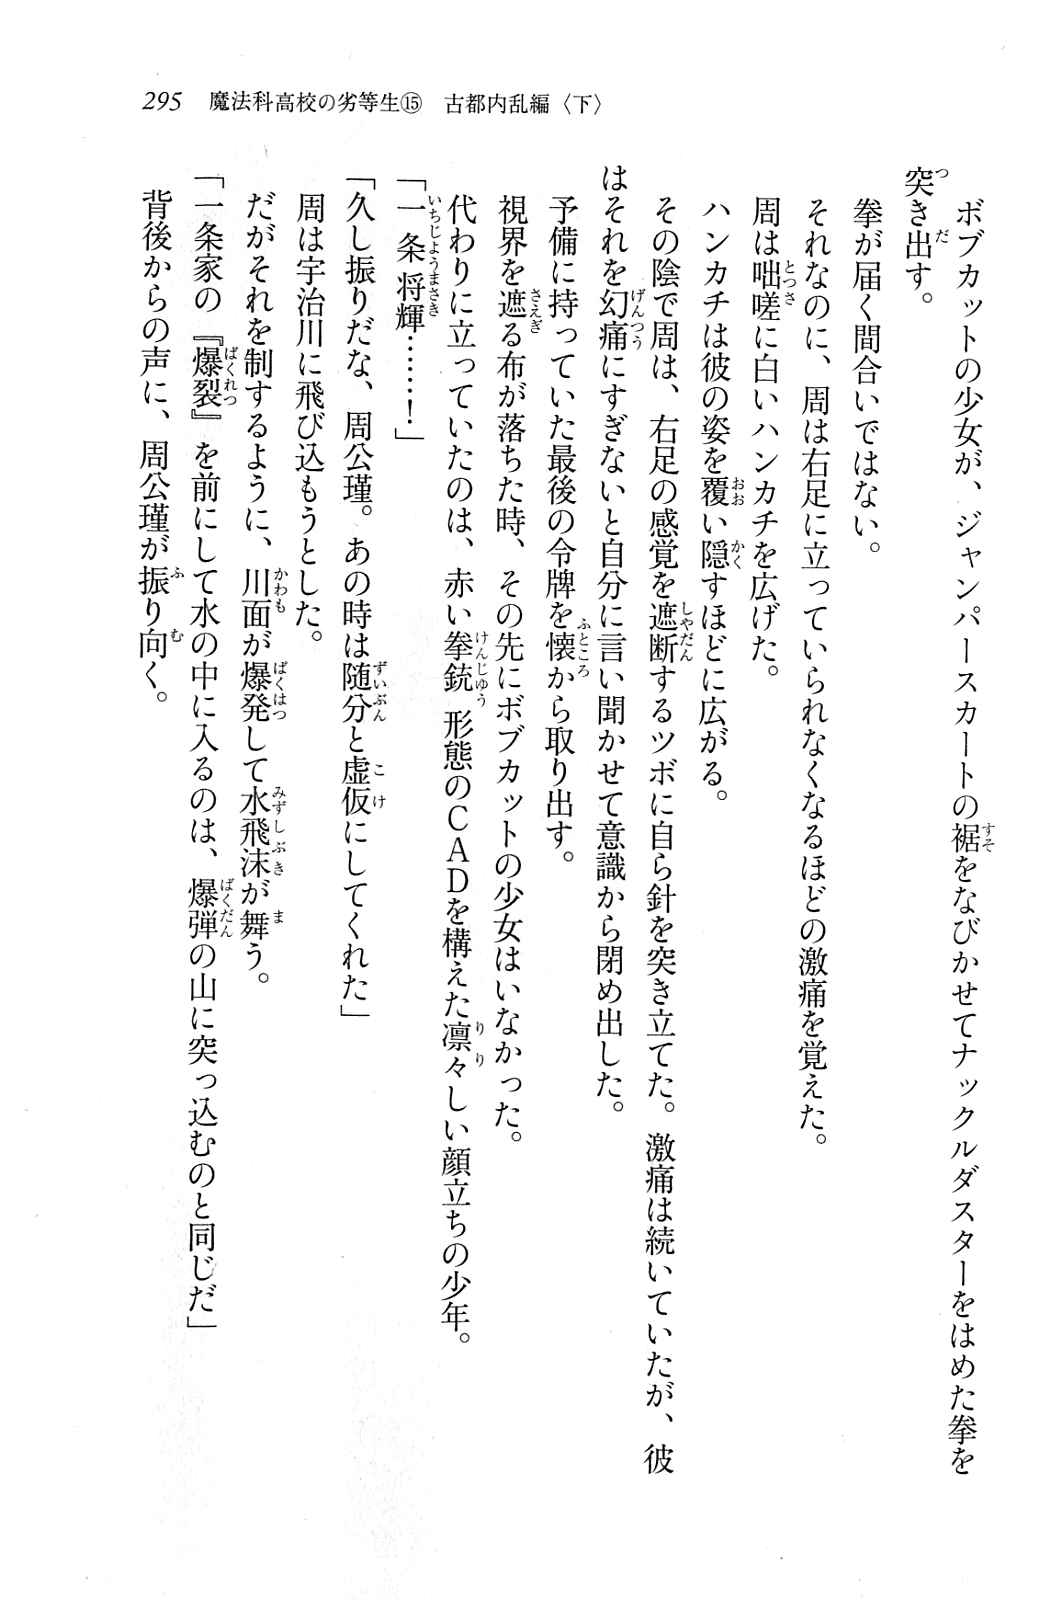 295　魔法科高校の劣等生⑮　古都内乱編〈下〉
　ボブカットの少女が、ジャンパースカートの裾をなびかせてナックルダスターをはめた拳を
突き出す。
　拳が届く間合いではない。
　それなのに、周は右足に立っていられなくなるほどの激痛を覚えた。
　周は咄嗟に白いハンカチを広げた。
　ハンカチは彼の姿を覆い隠すほどに広がる。
　その陰で周は、右足の感覚を遮断するツボに自ら針を突き立てた。激痛は続いていたが、彼
はそれを幻痛にすぎないと自分に言い聞かせて意識から閉め出した。
　予備に持っていた最後の令牌を懐から取り出す。
　視界を遮る布が落ちた時、その先にボブカットの少女はいなかった。
　代わりに立っていたのは、赤い拳銃形態のＣＡＤを構えた凛々しい顔立ちの少年。
「一条将輝……！」
「久し振りだな、周公瑾。あの時は随分と虚仮にしてくれた」
　周は宇治川に飛び込もうとした。
　だがそれを制するように、川面が爆発して水飛沫が舞う。
「一条家の『爆裂』を前にして水の中に入るのは、爆弾の山に突っ込むのと同じだ」
　背後からの声に、周公瑾が振り向く。